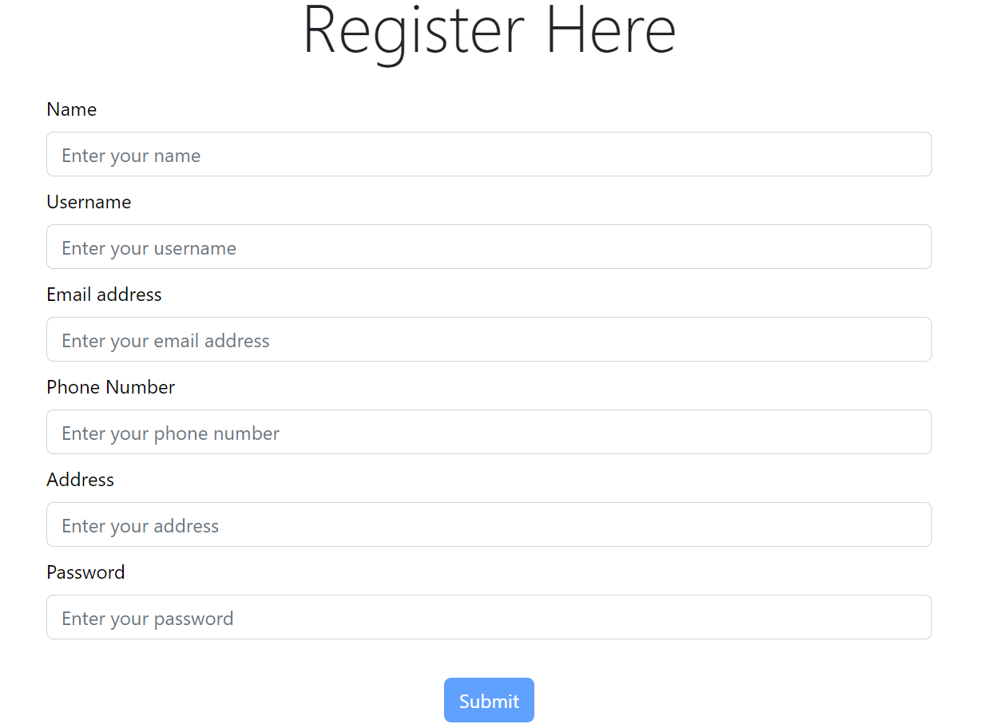 Register Here
Name
Enter your name
Username
Enter your username
Email address
Enter your email address
Phone Number
Enter your phone number
Address
Enter your address
Password
Enter your password
Submit